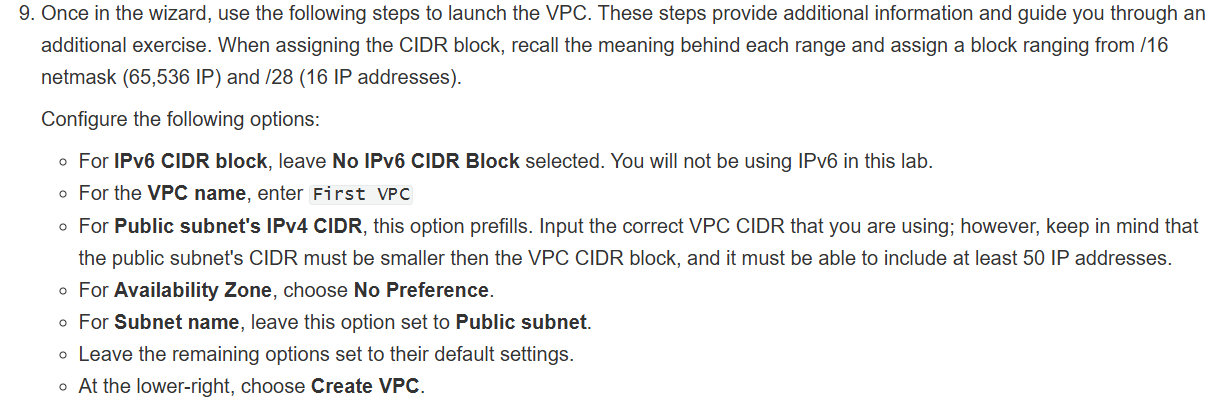 9. Once in the wizard, use the following steps to launch the VPC. These steps provide additional information and guide you through an
additional exercise. When assigning the CIDR block, recall the meaning behind each range and assign a block ranging from /16
netmask (65,536 IP) and /28 (16 IP addresses).
Configure the following options:
◦ For IPv6 CIDR block, leave No IPv6 CIDR Block selected. You will not be using IPv6 in this lab.
◦ For the VPC name, enter First VPC
◦ For Public subnet's IPv4 CIDR, this option prefills. Input the correct VPC CIDR that you are using; however, keep in mind that
the public subnet's CIDR must be smaller then the VPC CIDR block, and it must be able to include at least 50 IP addresses.
◦ For Availability Zone, choose No Preference.
◦ For Subnet name, leave this option set to Public subnet.
◦ Leave the remaining options set to their default settings.
◦ At the lower-right, choose Create VPC.